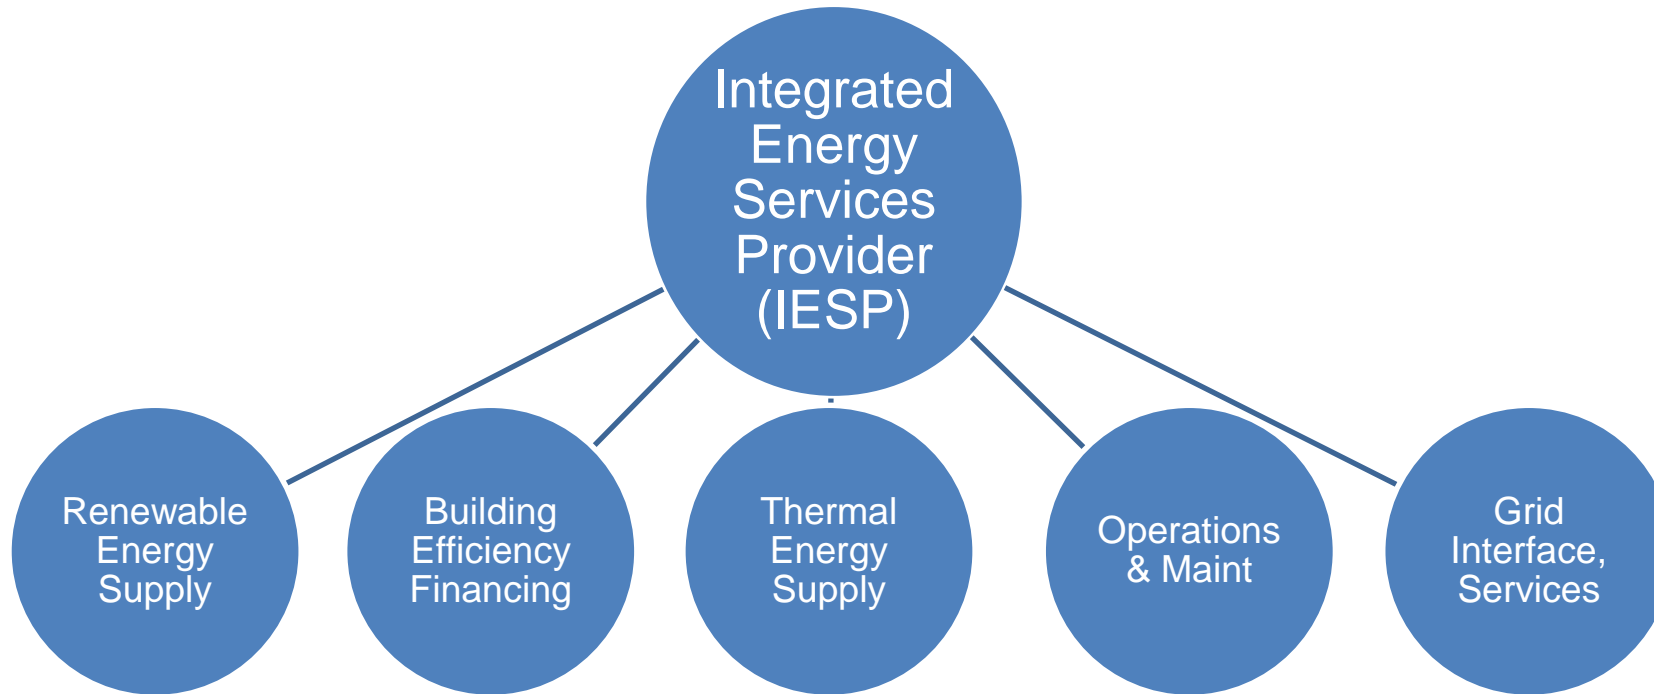 Integrated
Energy
Services
Provider
(IESP)
Renewable
Energy
Supply
Building
Efficiency
Financing
Thermal
Energy
Supply
Operations
& Maint
Grid
Interface,
Services